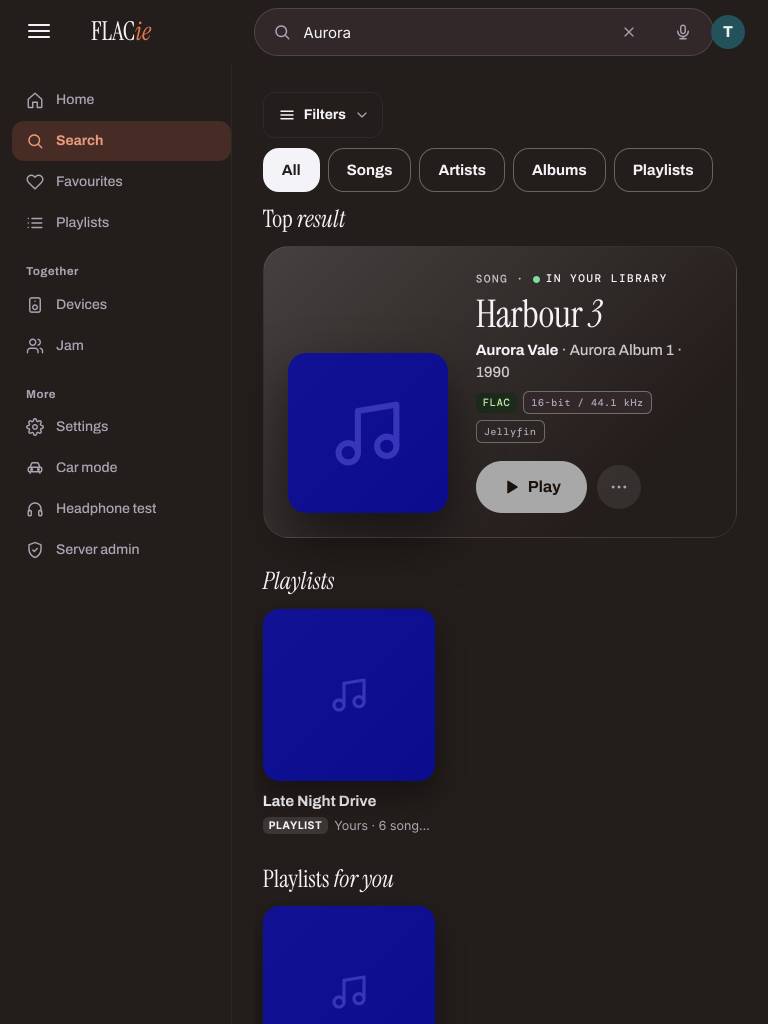 FLACie
Aurora
T
Home
Search
Favourites
Playlists
Together
Devices
Jam
More
Settings
Car mode
Headphone test
Server admin
Filters
All
Songs
Artists
Albums
Playlists
Top result
SONG · IN YOUR LIBRARY
Harbour 3
Aurora Vale · Aurora Album 1 ·
1990
FLAC
16-bit / 44.1 kHz
Jellyfin
Play
Playlists
Late Night Drive
PLAYLIST Yours · 6 song...
Playlists for you